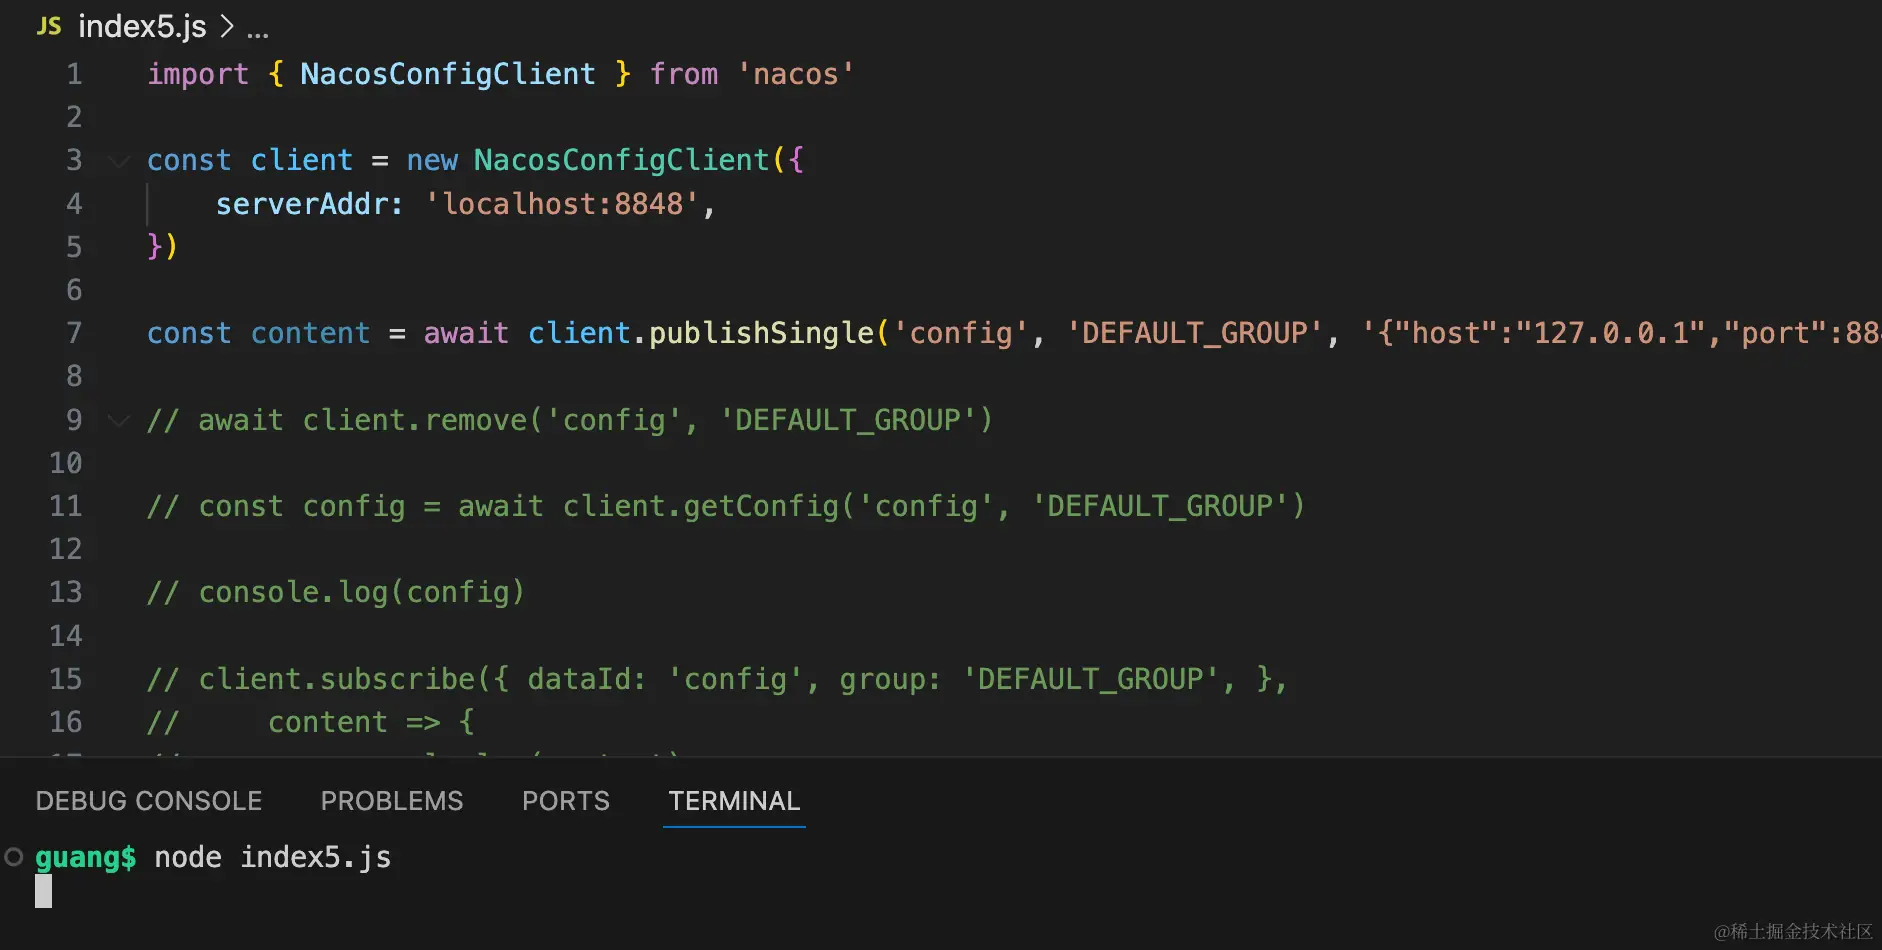 JS index5.js > ...
1 import { NacosConfigClient } from 'nacos'
2
3 const client = new NacosConfigClient({
4     serverAddr: 'localhost:8848',
5 })
6
7 const content = await client.publishSingle('config', 'DEFAULT_GROUP', '{"host":"127.0.0.1","port":88
8
9 // await client.remove('config', 'DEFAULT_GROUP')
10
11 // const config = await client.getConfig('config', 'DEFAULT_GROUP')
12
13 // console.log(config)
14
15 // client.subscribe({ dataId: 'config', group: 'DEFAULT_GROUP', },
16 //     content => {
DEBUG CONSOLE PROBLEMS PORTS TERMINAL
guang$ node index5.js
@稀土掘金技术社区